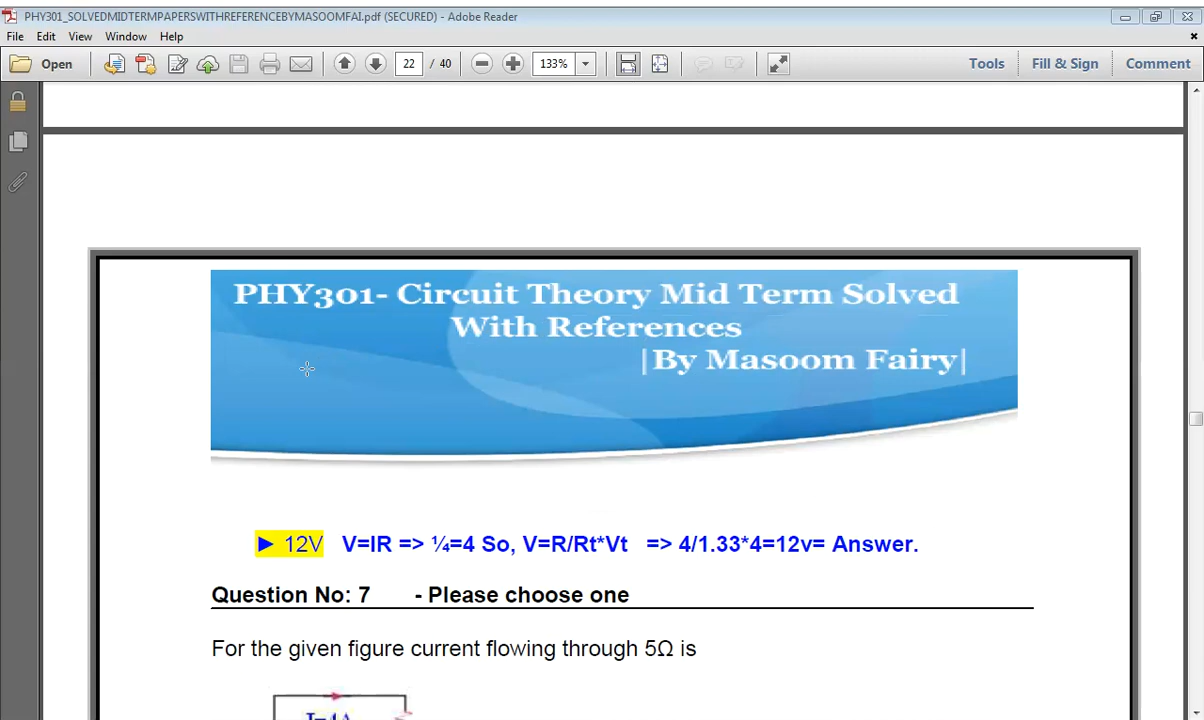 PHY301_SOLVEDMIDTERMPAPERSWITHREFERENCEBYMASOOMFAI.pdf (SECURED) - Adobe Reader
File Edit View Window Help
Open 22 / 40 133% Tools Fill & Sign Comment
PHY301- Circuit Theory Mid Term Solved
With References
|By Masoom Fairy|
► 12V V=IR => ¼=4 So, V=R/Rt*Vt => 4/1.33*4=12v= Answer.
Question No: 7 - Please choose one
For the given figure current flowing through 5Ω is
I=4A